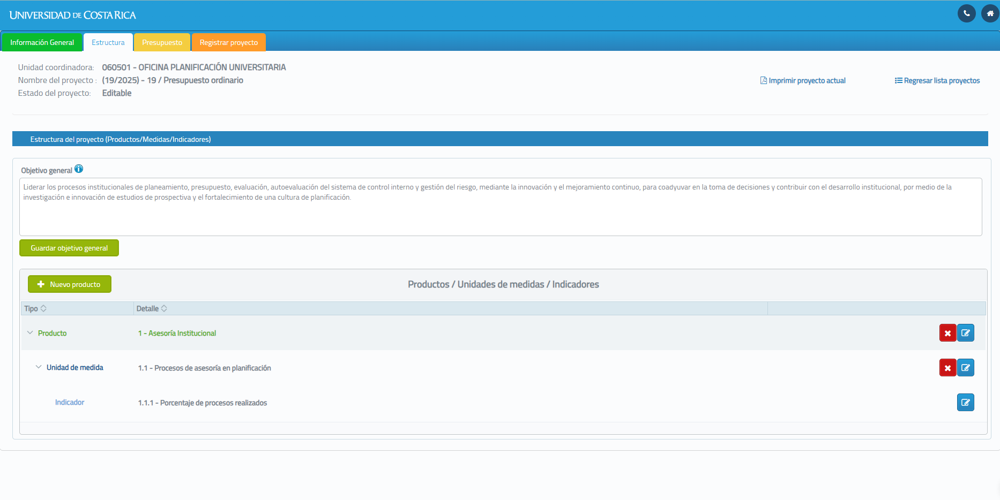 UNIVERSIDAD DE COSTA RICA
Información General
Estructura
Presupuesto
Registrar proyecto
Unidad coordinadora: 060501 - OFICINA PLANIFICACIÓN UNIVERSITARIA
Nombre del proyecto : (19/2025) - 19 / Presupuesto ordinario
Estado del proyecto: Editable
Imprimir proyecto actual
Regresar lista proyectos
Estructura del proyecto (Productos/Medidas/Indicadores)
Objetivo general
Liderar los procesos institucionales de planeamiento, presupuesto, evaluación, autoevaluación del sistema de control interno y gestión del riesgo, mediante la innovación y el mejoramiento continuo, para coadyuvar en la toma de decisiones y contribuir con el desarrollo institucional, por medio de la
investigación e innovación de estudios de prospectiva y el fortalecimiento de una cultura de planificación.
Guardar objetivo general
Nuevo producto
Productos / Unidades de medidas / Indicadores
Tipo
Detalle
Producto
1 - Asesoría Institucional
Unidad de medida
1.1 - Procesos de asesoría en planificación
Indicador
1.1.1 - Porcentaje de procesos realizados